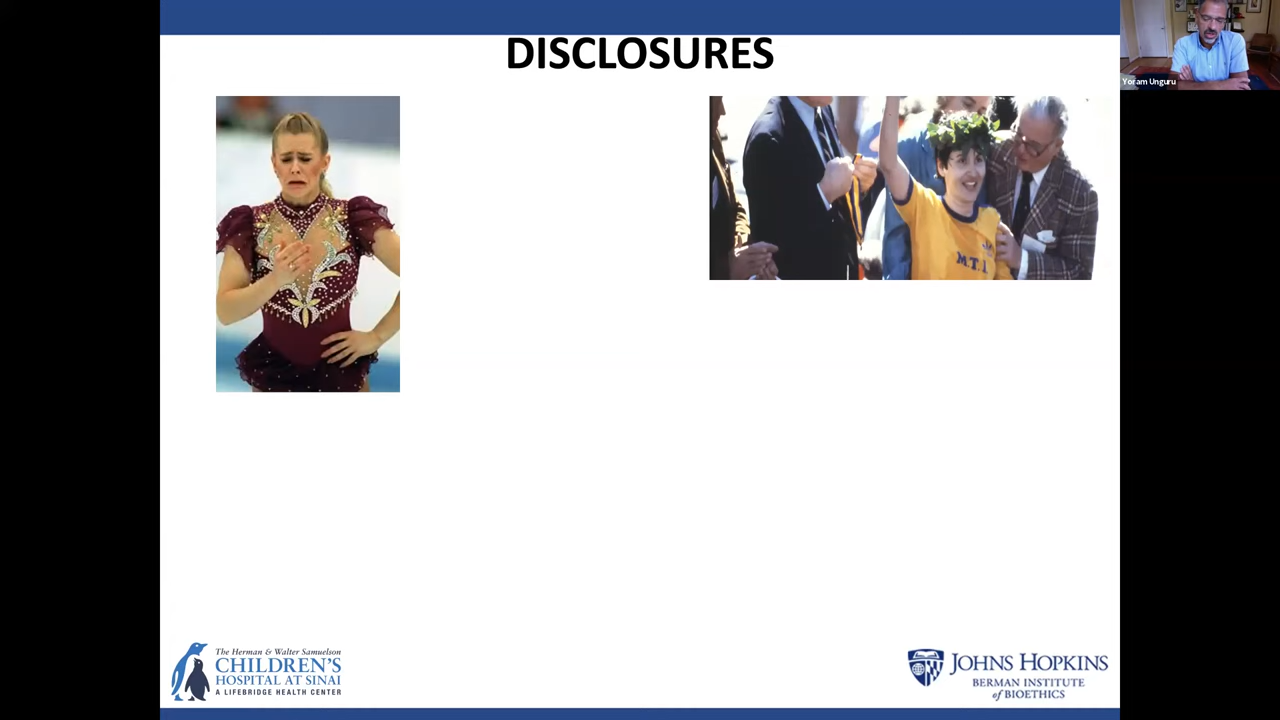 DISCLOSURES
Yoram Unguru
M.T.I.
The Herman & Walter Samuelson
CHILDREN'S
HOSPITAL AT SINAI
A LIFEBRIDGE HEALTH CENTER
JOHNS HOPKINS
BERMAN INSTITUTE
of BIOETHICS